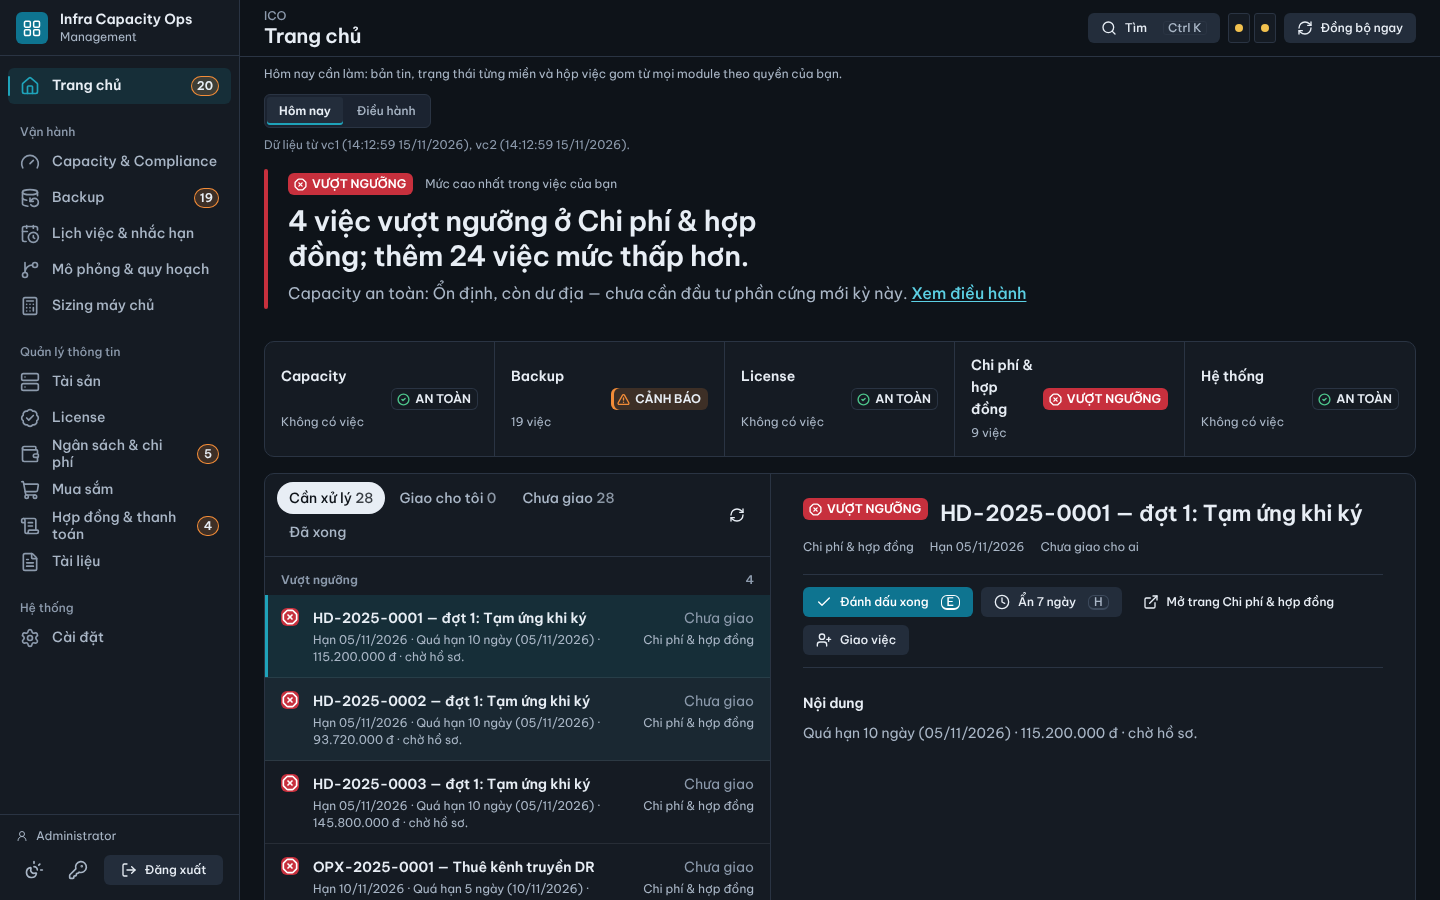 Infra Capacity Ops
Management
Trang chủ 20
Vận hành
Capacity & Compliance
Backup 19
Lịch việc & nhắc hạn
Mô phỏng & quy hoạch
Sizing máy chủ
Quản lý thông tin
Tài sản
License
Ngân sách & chi
phí 5
Mua sắm
Hợp đồng & thanh
toán 4
Tài liệu
Hệ thống
Cài đặt
Administrator
Đăng xuất
ICO
Trang chủ
Tìm Ctrl K
Đồng bộ ngay
Hôm nay cần làm: bản tin, trạng thái từng miền và hộp việc gom từ mọi module theo quyền của bạn.
Hôm nay Điều hành
Dữ liệu từ vc1 (14:12:59 15/11/2026), vc2 (14:12:59 15/11/2026).
VƯỢT NGƯỠNG Mức cao nhất trong việc của bạn
4 việc vượt ngưỡng ở Chi phí & hợp
đồng; thêm 24 việc mức thấp hơn.
Capacity an toàn: Ổn định, còn dư địa — chưa cần đầu tư phần cứng mới kỳ này. Xem điều hành
Capacity
AN TOÀN
Không có việc
Backup
CẢNH BÁO
19 việc
License
AN TOÀN
Không có việc
Chi phí &
hợp
đồng
VƯỢT NGƯỠNG
9 việc
Hệ thống
AN TOÀN
Không có việc
Cần xử lý 28 Giao cho tôi 0 Chưa giao 28
Đã xong
Vượt ngưỡng 4
HD-2025-0001 — đợt 1: Tạm ứng khi ký Chưa giao
Hạn 05/11/2026 · Quá hạn 10 ngày (05/11/2026) · Chi phí & hợp đồng
115.200.000 đ · chờ hồ sơ.
HD-2025-0002 — đợt 1: Tạm ứng khi ký Chưa giao
Hạn 05/11/2026 · Quá hạn 10 ngày (05/11/2026) · Chi phí & hợp đồng
93.720.000 đ · chờ hồ sơ.
HD-2025-0003 — đợt 1: Tạm ứng khi ký Chưa giao
Hạn 05/11/2026 · Quá hạn 10 ngày (05/11/2026) · Chi phí & hợp đồng
145.800.000 đ · chờ hồ sơ.
OPX-2025-0001 — Thuê kênh truyền DR Chưa giao
Hạn 10/11/2026 · Quá hạn 5 ngày (10/11/2026) · Chi phí & hợp đồng
VƯỢT NGƯỠNG HD-2025-0001 — đợt 1: Tạm ứng khi ký
Chi phí & hợp đồng Hạn 05/11/2026 Chưa giao cho ai
Đánh dấu xong E Ẩn 7 ngày H Mở trang Chi phí & hợp đồng
Giao việc
Nội dung
Quá hạn 10 ngày (05/11/2026) · 115.200.000 đ · chờ hồ sơ.